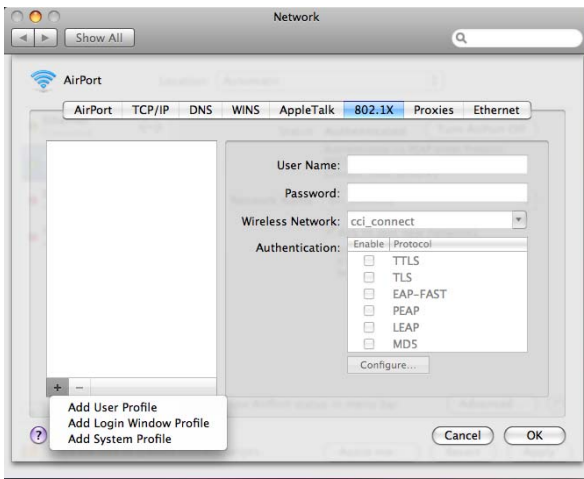 Network
Show All
AirPort
AirPort TCP/IP DNS WINS AppleTalk 802.1X Proxies Ethernet
User Name:
Password:
Wireless Network: cci_connect
Authentication: Enable Protocol
TTLS
TLS
EAP-FAST
PEAP
LEAP
MD5
Configure...
+ −
Add User Profile
Add Login Window Profile
Add System Profile
? Cancel OK